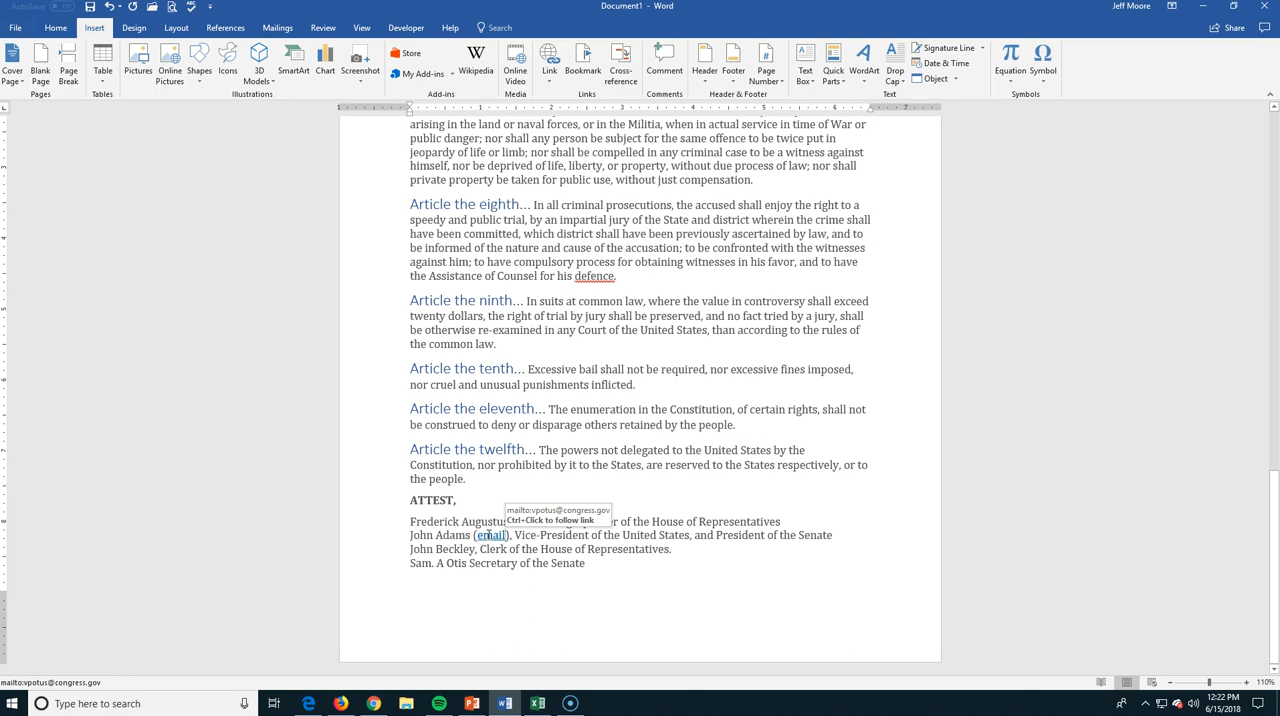 AutoSave Off
Document1 - Word
Jeff Moore
File Home Insert Design Layout References Mailings Review View Developer Help Search
Share
Cover Page Blank Page Page Break Table Pictures Online Pictures Shapes Icons 3D Models SmartArt Chart Screenshot Store My Add-ins Wikipedia Online Video Link Bookmark Cross-reference Comment Header Footer Page Number Text Box Quick Parts WordArt Drop Cap Signature Line Date & Time Object Equation Symbol
Pages Tables Illustrations Add-ins Media Links Comments Header & Footer Text Symbols
1 1 2 3 4 5 6 7
arising in the land or naval forces, or in the Militia, when in actual service in time of War or
public danger; nor shall any person be subject for the same offence to be twice put in
jeopardy of life or limb; nor shall be compelled in any criminal case to be a witness against
himself, nor be deprived of life, liberty, or property, without due process of law; nor shall
private property be taken for public use, without just compensation.
Article the eighth... In all criminal prosecutions, the accused shall enjoy the right to a
speedy and public trial, by an impartial jury of the State and district wherein the crime shall
have been committed, which district shall have been previously ascertained by law, and to
be informed of the nature and cause of the accusation; to be confronted with the witnesses
against him; to have compulsory process for obtaining witnesses in his favor, and to have
the Assistance of Counsel for his defence.
Article the ninth... In suits at common law, where the value in controversy shall exceed
twenty dollars, the right of trial by jury shall be preserved, and no fact tried by a jury, shall
be otherwise re-examined in any Court of the United States, than according to the rules of
the common law.
Article the tenth... Excessive bail shall not be required, nor excessive fines imposed,
nor cruel and unusual punishments inflicted.
Article the eleventh... The enumeration in the Constitution, of certain rights, shall not
be construed to deny or disparage others retained by the people.
Article the twelfth... The powers not delegated to the United States by the
Constitution, nor prohibited by it to the States, are reserved to the States respectively, or to
the people.
ATTEST,
mailto:vpotus@congress.gov
Ctrl+Click to follow link
Frederick Augustus of the House of Representatives
John Adams (email), Vice-President of the United States, and President of the Senate
John Beckley, Clerk of the House of Representatives.
Sam. A Otis Secretary of the Senate
mailto:vpotus@congress.gov
110%
Type here to search
12:22 PM
6/15/2018